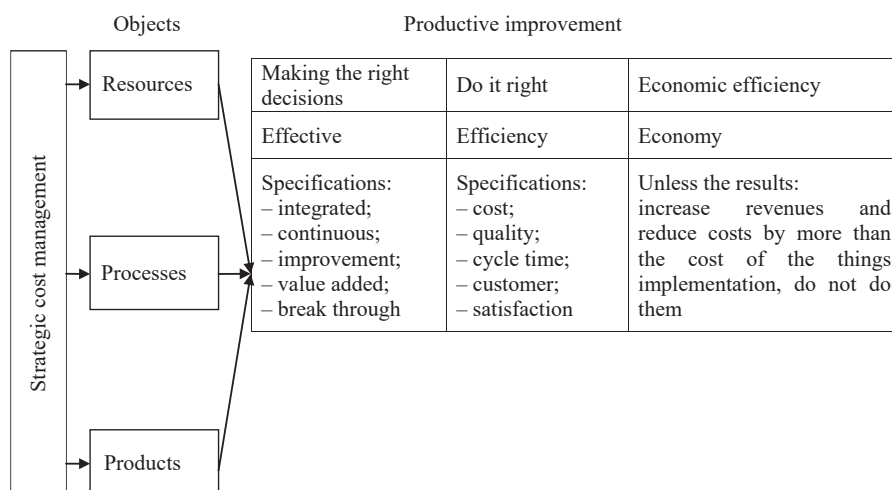 Objects
Productive improvement
Strategic cost management
Resources
Processes
Products
Making the right
decisions
Do it right
Economic efficiency
Effective
Efficiency
Economy
Specifications:
– integrated;
– continuous;
– improvement;
– value added;
– break through
Specifications:
– cost;
– quality;
– cycle time;
– customer;
– satisfaction
Unless the results:
increase revenues and
reduce costs by more than
the cost of the things
implementation, do not do
them